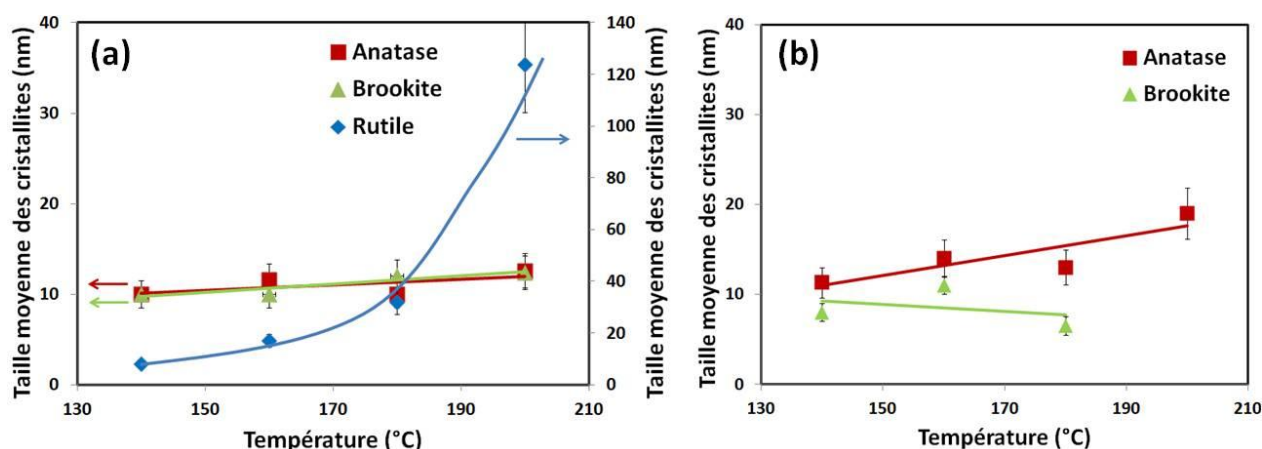 (a)
Anatase
Brookite
Rutile
Taille moyenne des cristallites (nm)
40
30
20
10
0
140
120
100
80
60
40
20
0
Taille moyenne des cristallites (nm)
130 150 170 190 210
Température (°C)
(b)
Anatase
Brookite
Taille moyenne des cristallites (nm)
40
30
20
10
0
130 150 170 190 210
Température (°C)